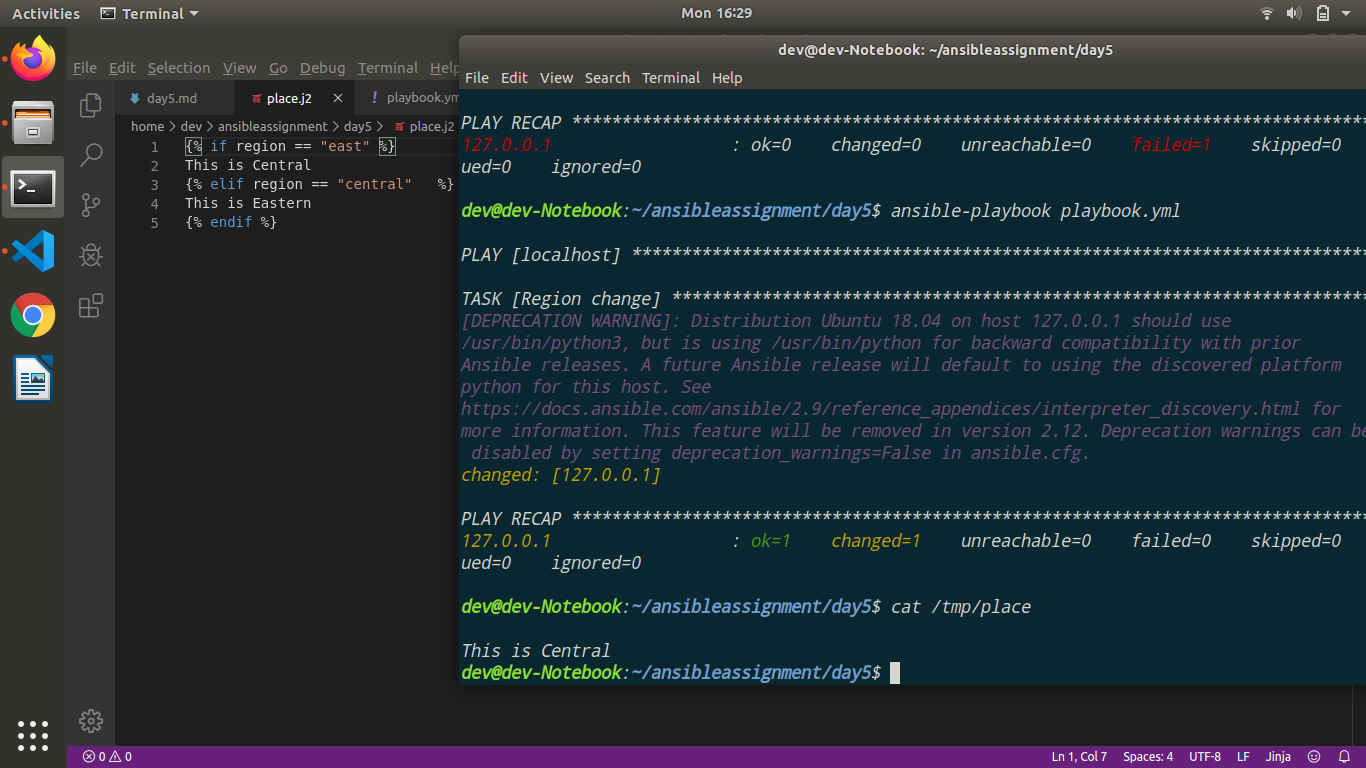 Activities Terminal Mon 16:29
dev@dev-Notebook: ~/ansibleassignment/day5
File Edit Selection View Go Debug Terminal Help
File Edit View Search Terminal Help
day5.md place.j2 × ! playbook.ym
home > dev > ansibleassignment > day5 > place.j2
1 {% if region == "east" %}
2 This is Central
3 {% elif region == "central"   %}
4 This is Eastern
5 {% endif %}
PLAY RECAP ********************************************************************************
127.0.0.1                  : ok=0    changed=0    unreachable=0    failed=1    skipped=0
ued=0    ignored=0
dev@dev-Notebook:~/ansibleassignment/day5$ ansible-playbook playbook.yml
PLAY [localhost] **************************************************************************
TASK [Region change] **********************************************************************
[DEPRECATION WARNING]: Distribution Ubuntu 18.04 on host 127.0.0.1 should use
/usr/bin/python3, but is using /usr/bin/python for backward compatibility with prior
Ansible releases. A future Ansible release will default to using the discovered platform
python for this host. See
https://docs.ansible.com/ansible/2.9/reference_appendices/interpreter_discovery.html for
more information. This feature will be removed in version 2.12. Deprecation warnings can be
disabled by setting deprecation_warnings=False in ansible.cfg.
changed: [127.0.0.1]
PLAY RECAP ********************************************************************************
127.0.0.1                  : ok=1    changed=1    unreachable=0    failed=0    skipped=0
ued=0    ignored=0
dev@dev-Notebook:~/ansibleassignment/day5$ cat /tmp/place
This is Central
dev@dev-Notebook:~/ansibleassignment/day5$
0 0 Ln 1, Col 7 Spaces: 4 UTF-8 LF Jinja